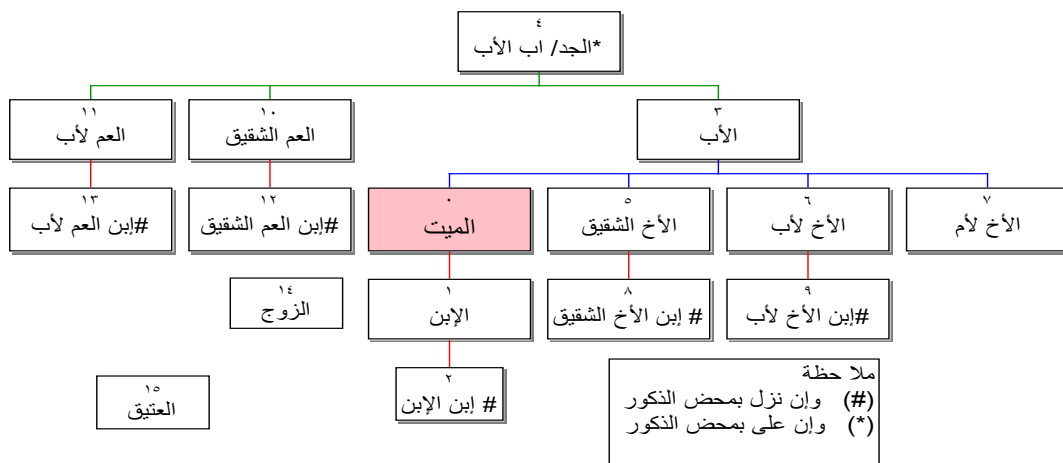 ٤
*الجد/ اب الأب
٣
الأب
١٠
العم الشقيق
١١
العم لأب
٧
الأخ لأم
٦
الأخ لأب
٥
الأخ الشقيق
٠
الميت
١٢
#إبن العم الشقيق
١٣
#إبن العم لأب
٩
#إبن الأخ لأب
٨
# إبن الأخ الشقيق
١
الإبن
١٤
الزوج
٢
# إبن الإبن
١٥
العتيق
ملا حظة
(#) وإن نزل بمحض الذكور
(*) وإن على بمحض الذكور